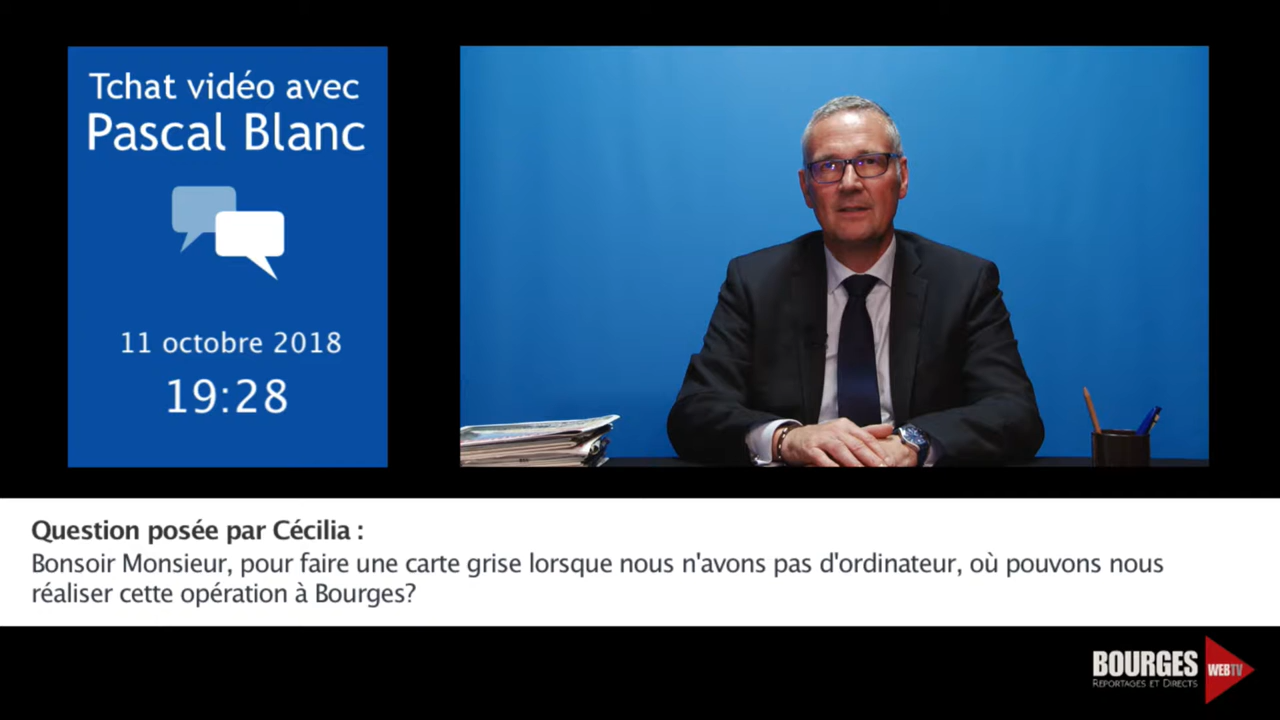 Tchat vidéo avec
Pascal Blanc
11 octobre 2018
19:28
Question posée par Cécilia :
Bonsoir Monsieur, pour faire une carte grise lorsque nous n'avons pas d'ordinateur, où pouvons nous
réaliser cette opération à Bourges?
BOURGES
REPORTAGES ET DIRECTS
WEBTV